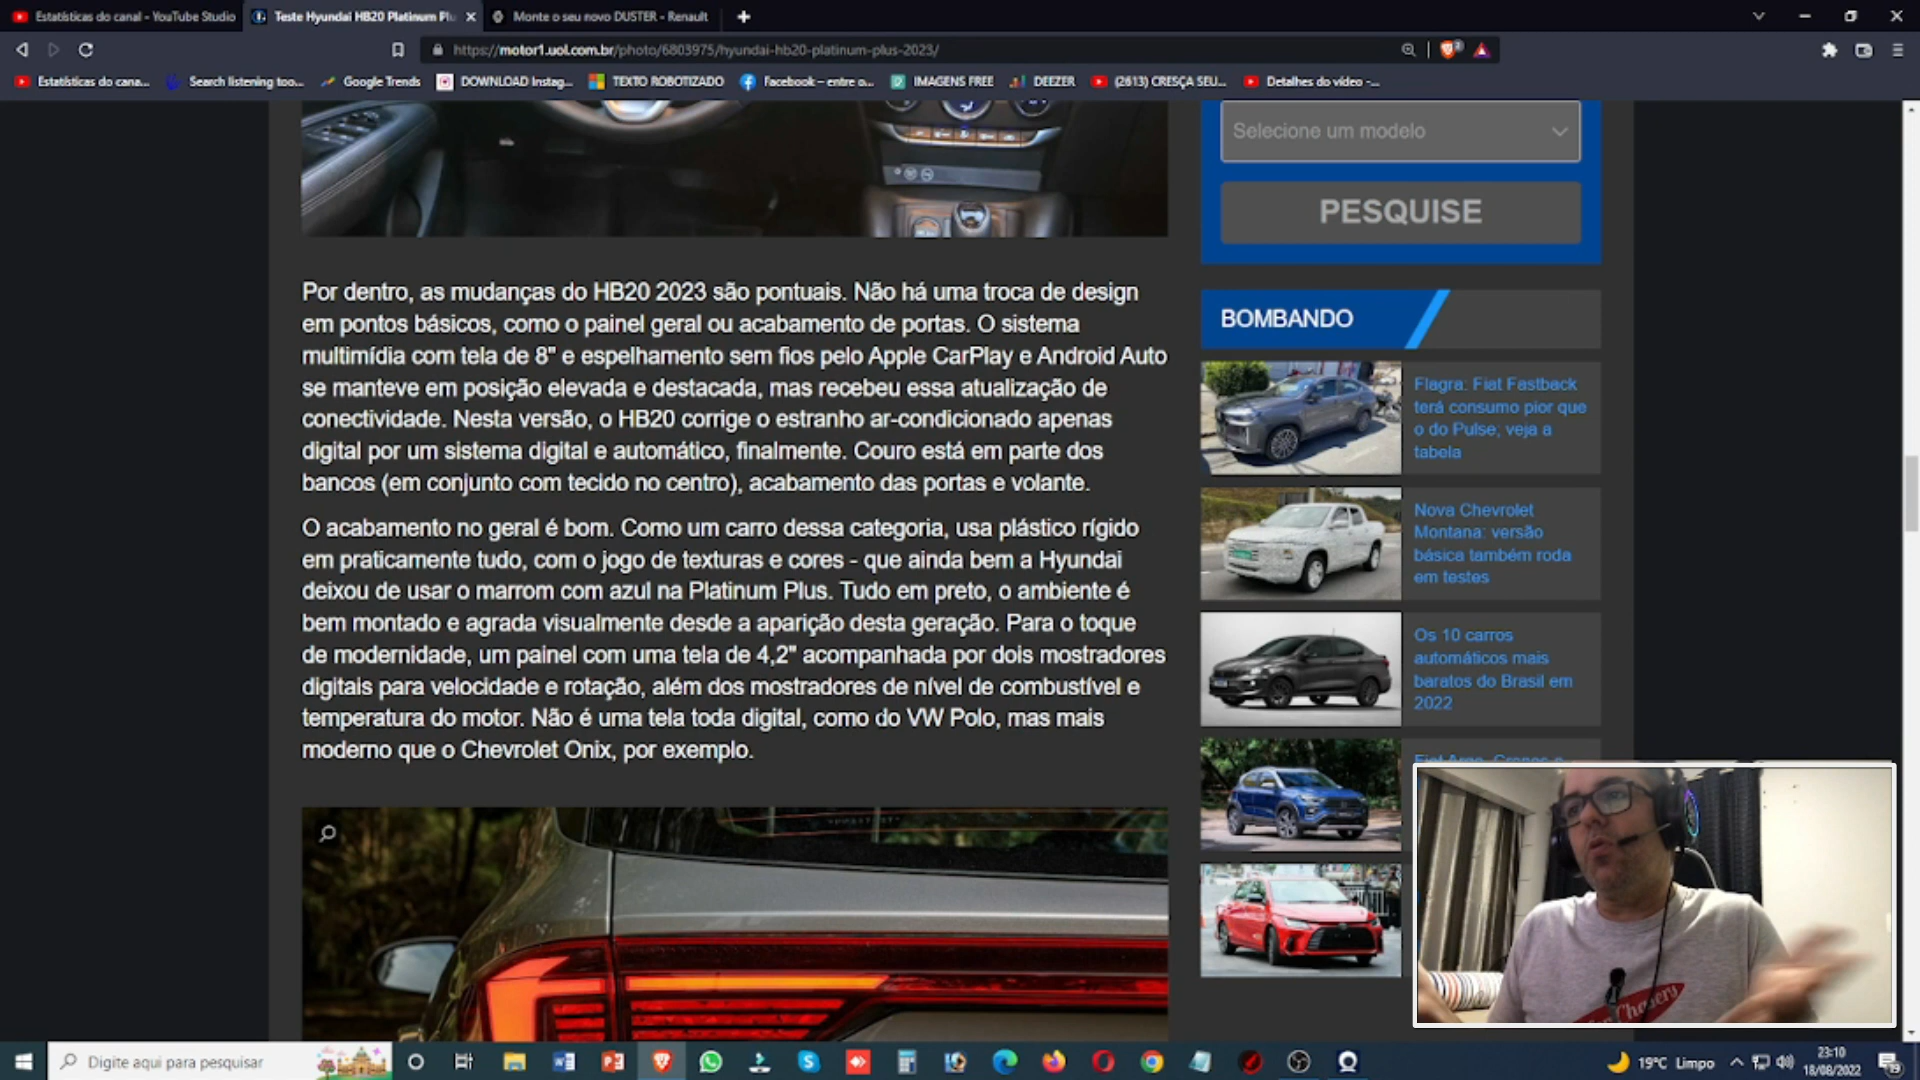 Estatísticas do canal - YouTube Studio
Teste Hyundai HB20 Platinum Plu
Monte o seu novo DUSTER - Renault
https://motor1.uol.com.br/photo/6803975/hyundai-hb20-platinum-plus-2023/
Estatísticas do cana...
Search listening too...
Google Trends
DOWNLOAD Instag...
TEXTO ROBOTIZADO
Facebook – entre o...
IMAGENS FREE
DEEZER
(2613) CRESÇA SEU...
Detalhes do vídeo -...
Selecione um modelo
PESQUISE
Por dentro, as mudanças do HB20 2023 são pontuais. Não há uma troca de design
em pontos básicos, como o painel geral ou acabamento de portas. O sistema
multimídia com tela de 8" e espelhamento sem fios pelo Apple CarPlay e Android Auto
se manteve em posição elevada e destacada, mas recebeu essa atualização de
conectividade. Nesta versão, o HB20 corrige o estranho ar-condicionado apenas
digital por um sistema digital e automático, finalmente. Couro está em parte dos
bancos (em conjunto com tecido no centro), acabamento das portas e volante.
O acabamento no geral é bom. Como um carro dessa categoria, usa plástico rígido
em praticamente tudo, com o jogo de texturas e cores - que ainda bem a Hyundai
deixou de usar o marrom com azul na Platinum Plus. Tudo em preto, o ambiente é
bem montado e agrada visualmente desde a aparição desta geração. Para o toque
de modernidade, um painel com uma tela de 4,2" acompanhada por dois mostradores
digitais para velocidade e rotação, além dos mostradores de nível de combustível e
temperatura do motor. Não é uma tela toda digital, como do VW Polo, mas mais
moderno que o Chevrolet Onix, por exemplo.
BOMBANDO
Flagra: Fiat Fastback
terá consumo pior que
o do Pulse; veja a
tabela
Nova Chevrolet
Montana: versão
básica também roda
em testes
Os 10 carros
automáticos mais
baratos do Brasil em
2022
Fiat Argo, Cronos e
Digite aqui para pesquisar
19°C Limpo
23:10
18/08/2022